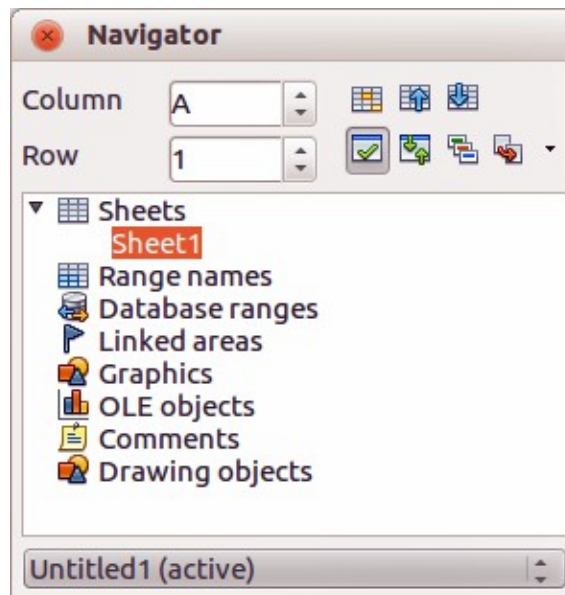 Navigator
Column A
Row 1
Sheets
Sheet1
Range names
Database ranges
Linked areas
Graphics
OLE objects
Comments
Drawing objects
Untitled1 (active)